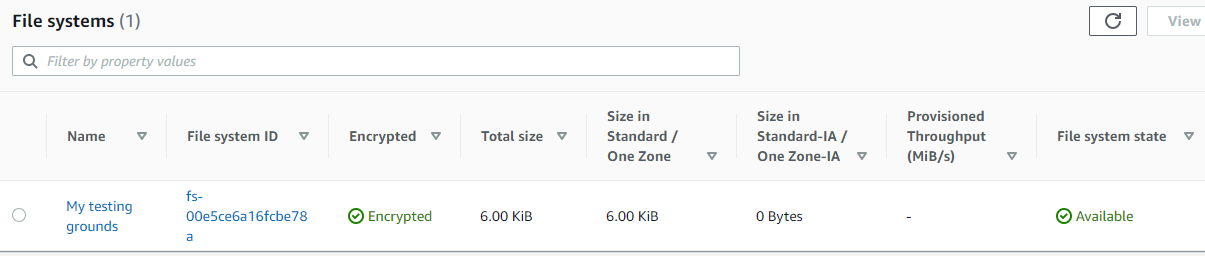 File systems (1)
View
Filter by property values
Name
File system ID
Encrypted
Total size
Size in
Standard /
One Zone
Size in
Standard-IA /
One Zone-IA
Provisioned
Throughput
(MiB/s)
File system state
My testing
grounds
fs-
00e5ce6a16fcbe78
a
Encrypted
6.00 KiB
6.00 KiB
0 Bytes
-
Available